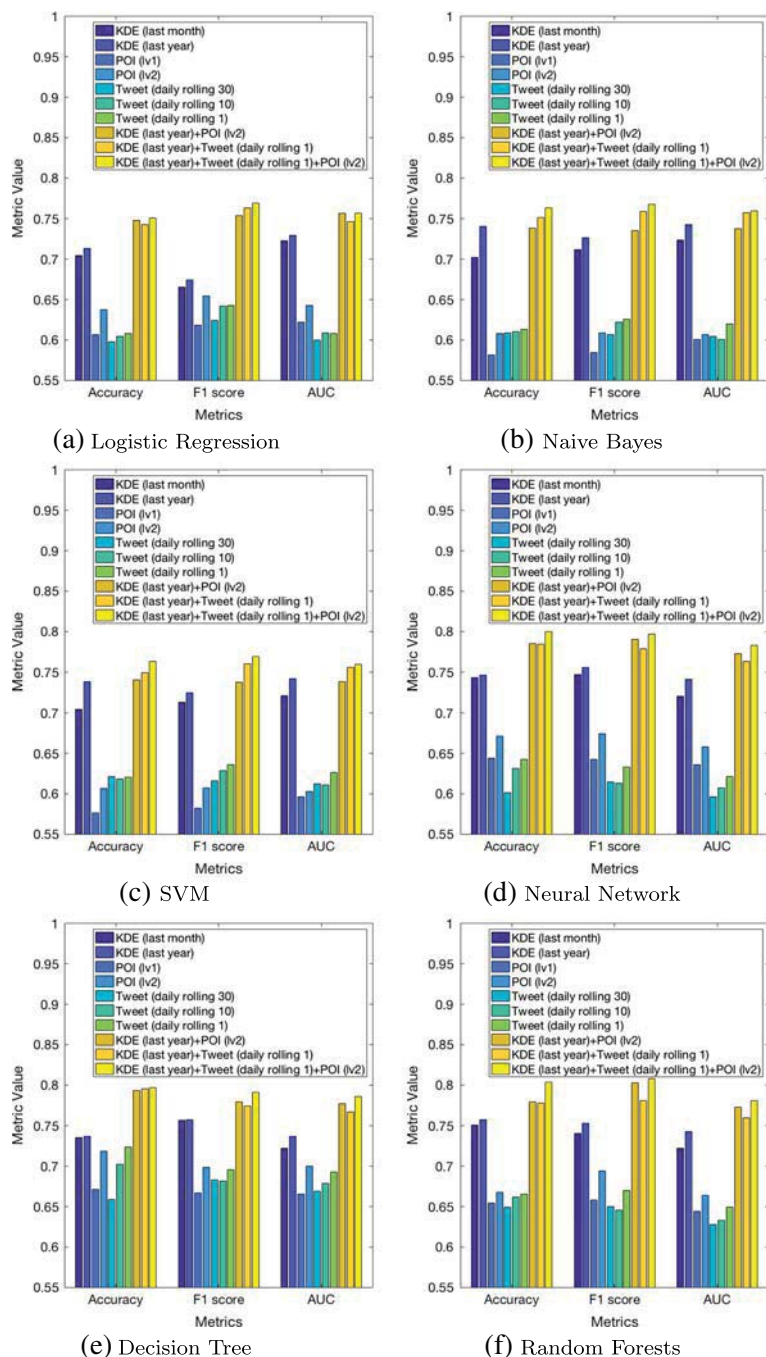 1
0.95
0.9
0.85
0.8
0.75
0.7
0.65
0.6
0.55
Metric Value
KDE (last month)
KDE (last year)
POI (lv1)
POI (lv2)
Tweet (daily rolling 30)
Tweet (daily rolling 10)
Tweet (daily rolling 1)
KDE (last year)+POI (lv2)
KDE (last year)+Tweet (daily rolling 1)
KDE (last year)+Tweet (daily rolling 1)+POI (lv2)
Accuracy F1 score AUC
Metrics
(a) Logistic Regression
1
0.95
0.9
0.85
0.8
0.75
0.7
0.65
0.6
0.55
Metric Value
KDE (last month)
KDE (last year)
POI (lv1)
POI (lv2)
Tweet (daily rolling 30)
Tweet (daily rolling 10)
Tweet (daily rolling 1)
KDE (last year)+POI (lv2)
KDE (last year)+Tweet (daily rolling 1)
KDE (last year)+Tweet (daily rolling 1)+POI (lv2)
Accuracy F1 score AUC
Metrics
(b) Naive Bayes
1
0.95
0.9
0.85
0.8
0.75
0.7
0.65
0.6
0.55
Metric Value
KDE (last month)
KDE (last year)
POI (lv1)
POI (lv2)
Tweet (daily rolling 30)
Tweet (daily rolling 10)
Tweet (daily rolling 1)
KDE (last year)+POI (lv2)
KDE (last year)+Tweet (daily rolling 1)
KDE (last year)+Tweet (daily rolling 1)+POI (lv2)
Accuracy F1 score AUC
Metrics
(c) SVM
1
0.95
0.9
0.85
0.8
0.75
0.7
0.65
0.6
0.55
Metric Value
KDE (last month)
KDE (last year)
POI (lv1)
POI (lv2)
Tweet (daily rolling 30)
Tweet (daily rolling 10)
Tweet (daily rolling 1)
KDE (last year)+POI (lv2)
KDE (last year)+Tweet (daily rolling 1)
KDE (last year)+Tweet (daily rolling 1)+POI (lv2)
Accuracy F1 score AUC
Metrics
(d) Neural Network
1
0.95
0.9
0.85
0.8
0.75
0.7
0.65
0.6
0.55
Metric Value
KDE (last month)
KDE (last year)
POI (lv1)
POI (lv2)
Tweet (daily rolling 30)
Tweet (daily rolling 10)
Tweet (daily rolling 1)
KDE (last year)+POI (lv2)
KDE (last year)+Tweet (daily rolling 1)
KDE (last year)+Tweet (daily rolling 1)+POI (lv2)
Accuracy F1 score AUC
Metrics
(e) Decision Tree
1
0.95
0.9
0.85
0.8
0.75
0.7
0.65
0.6
0.55
Metric Value
KDE (last month)
KDE (last year)
POI (lv1)
POI (lv2)
Tweet (daily rolling 30)
Tweet (daily rolling 10)
Tweet (daily rolling 1)
KDE (last year)+POI (lv2)
KDE (last year)+Tweet (daily rolling 1)
KDE (last year)+Tweet (daily rolling 1)+POI (lv2)
Accuracy F1 score AUC
Metrics
(f) Random Forests